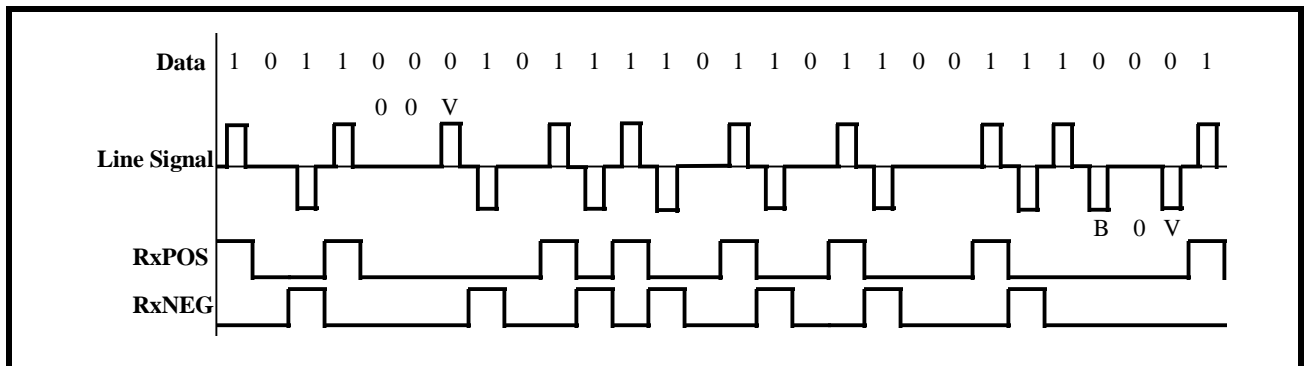 Data 1 0 1 1 0 0 0 1 0 1 1 1 1 0 1 1 0 1 1 0 0 1 1 1 0 0 0 1
0 0 V
Line Signal
B 0 V
RxPOS
RxNEG